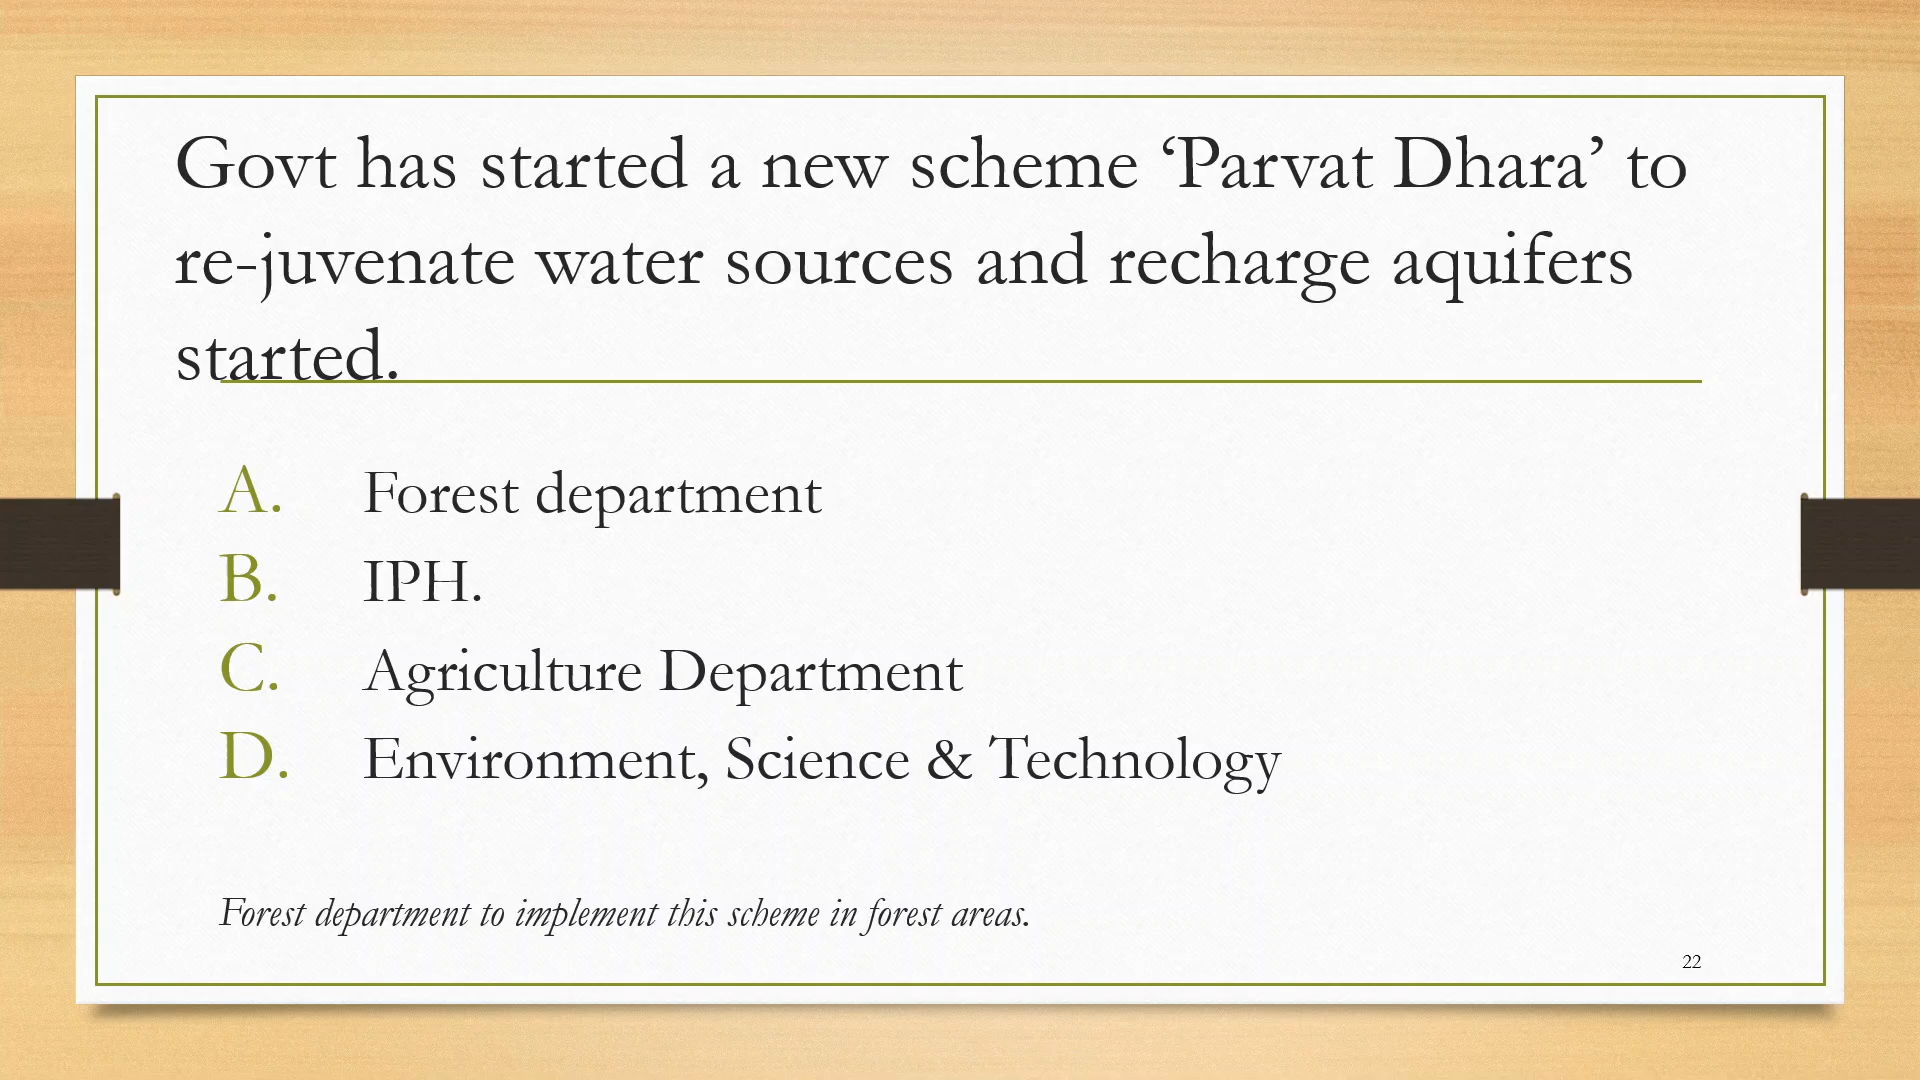 Govt has started a new scheme ‘Parvat Dhara’ to
re-juvenate water sources and recharge aquifers
started.
A. Forest department
B. IPH.
C. Agriculture Department
D. Environment, Science & Technology
Forest department to implement this scheme in forest areas.
22